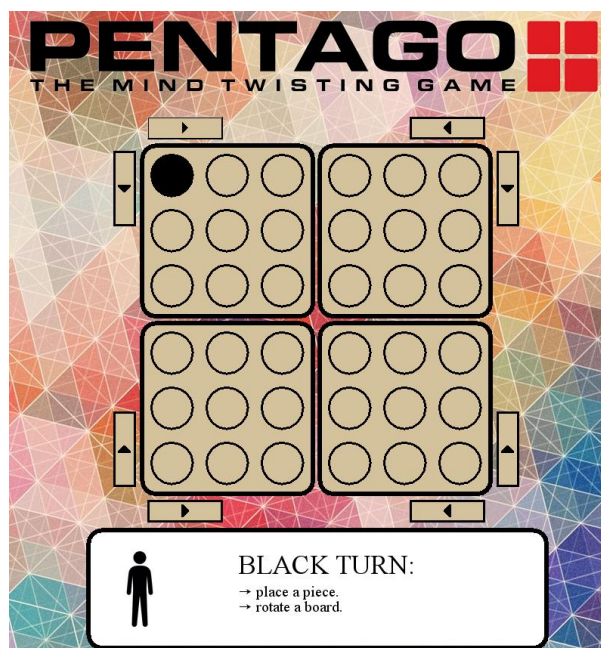 PENTAGO
THE MIND TWISTING GAME
BLACK TURN:
→ place a piece.
→ rotate a board.